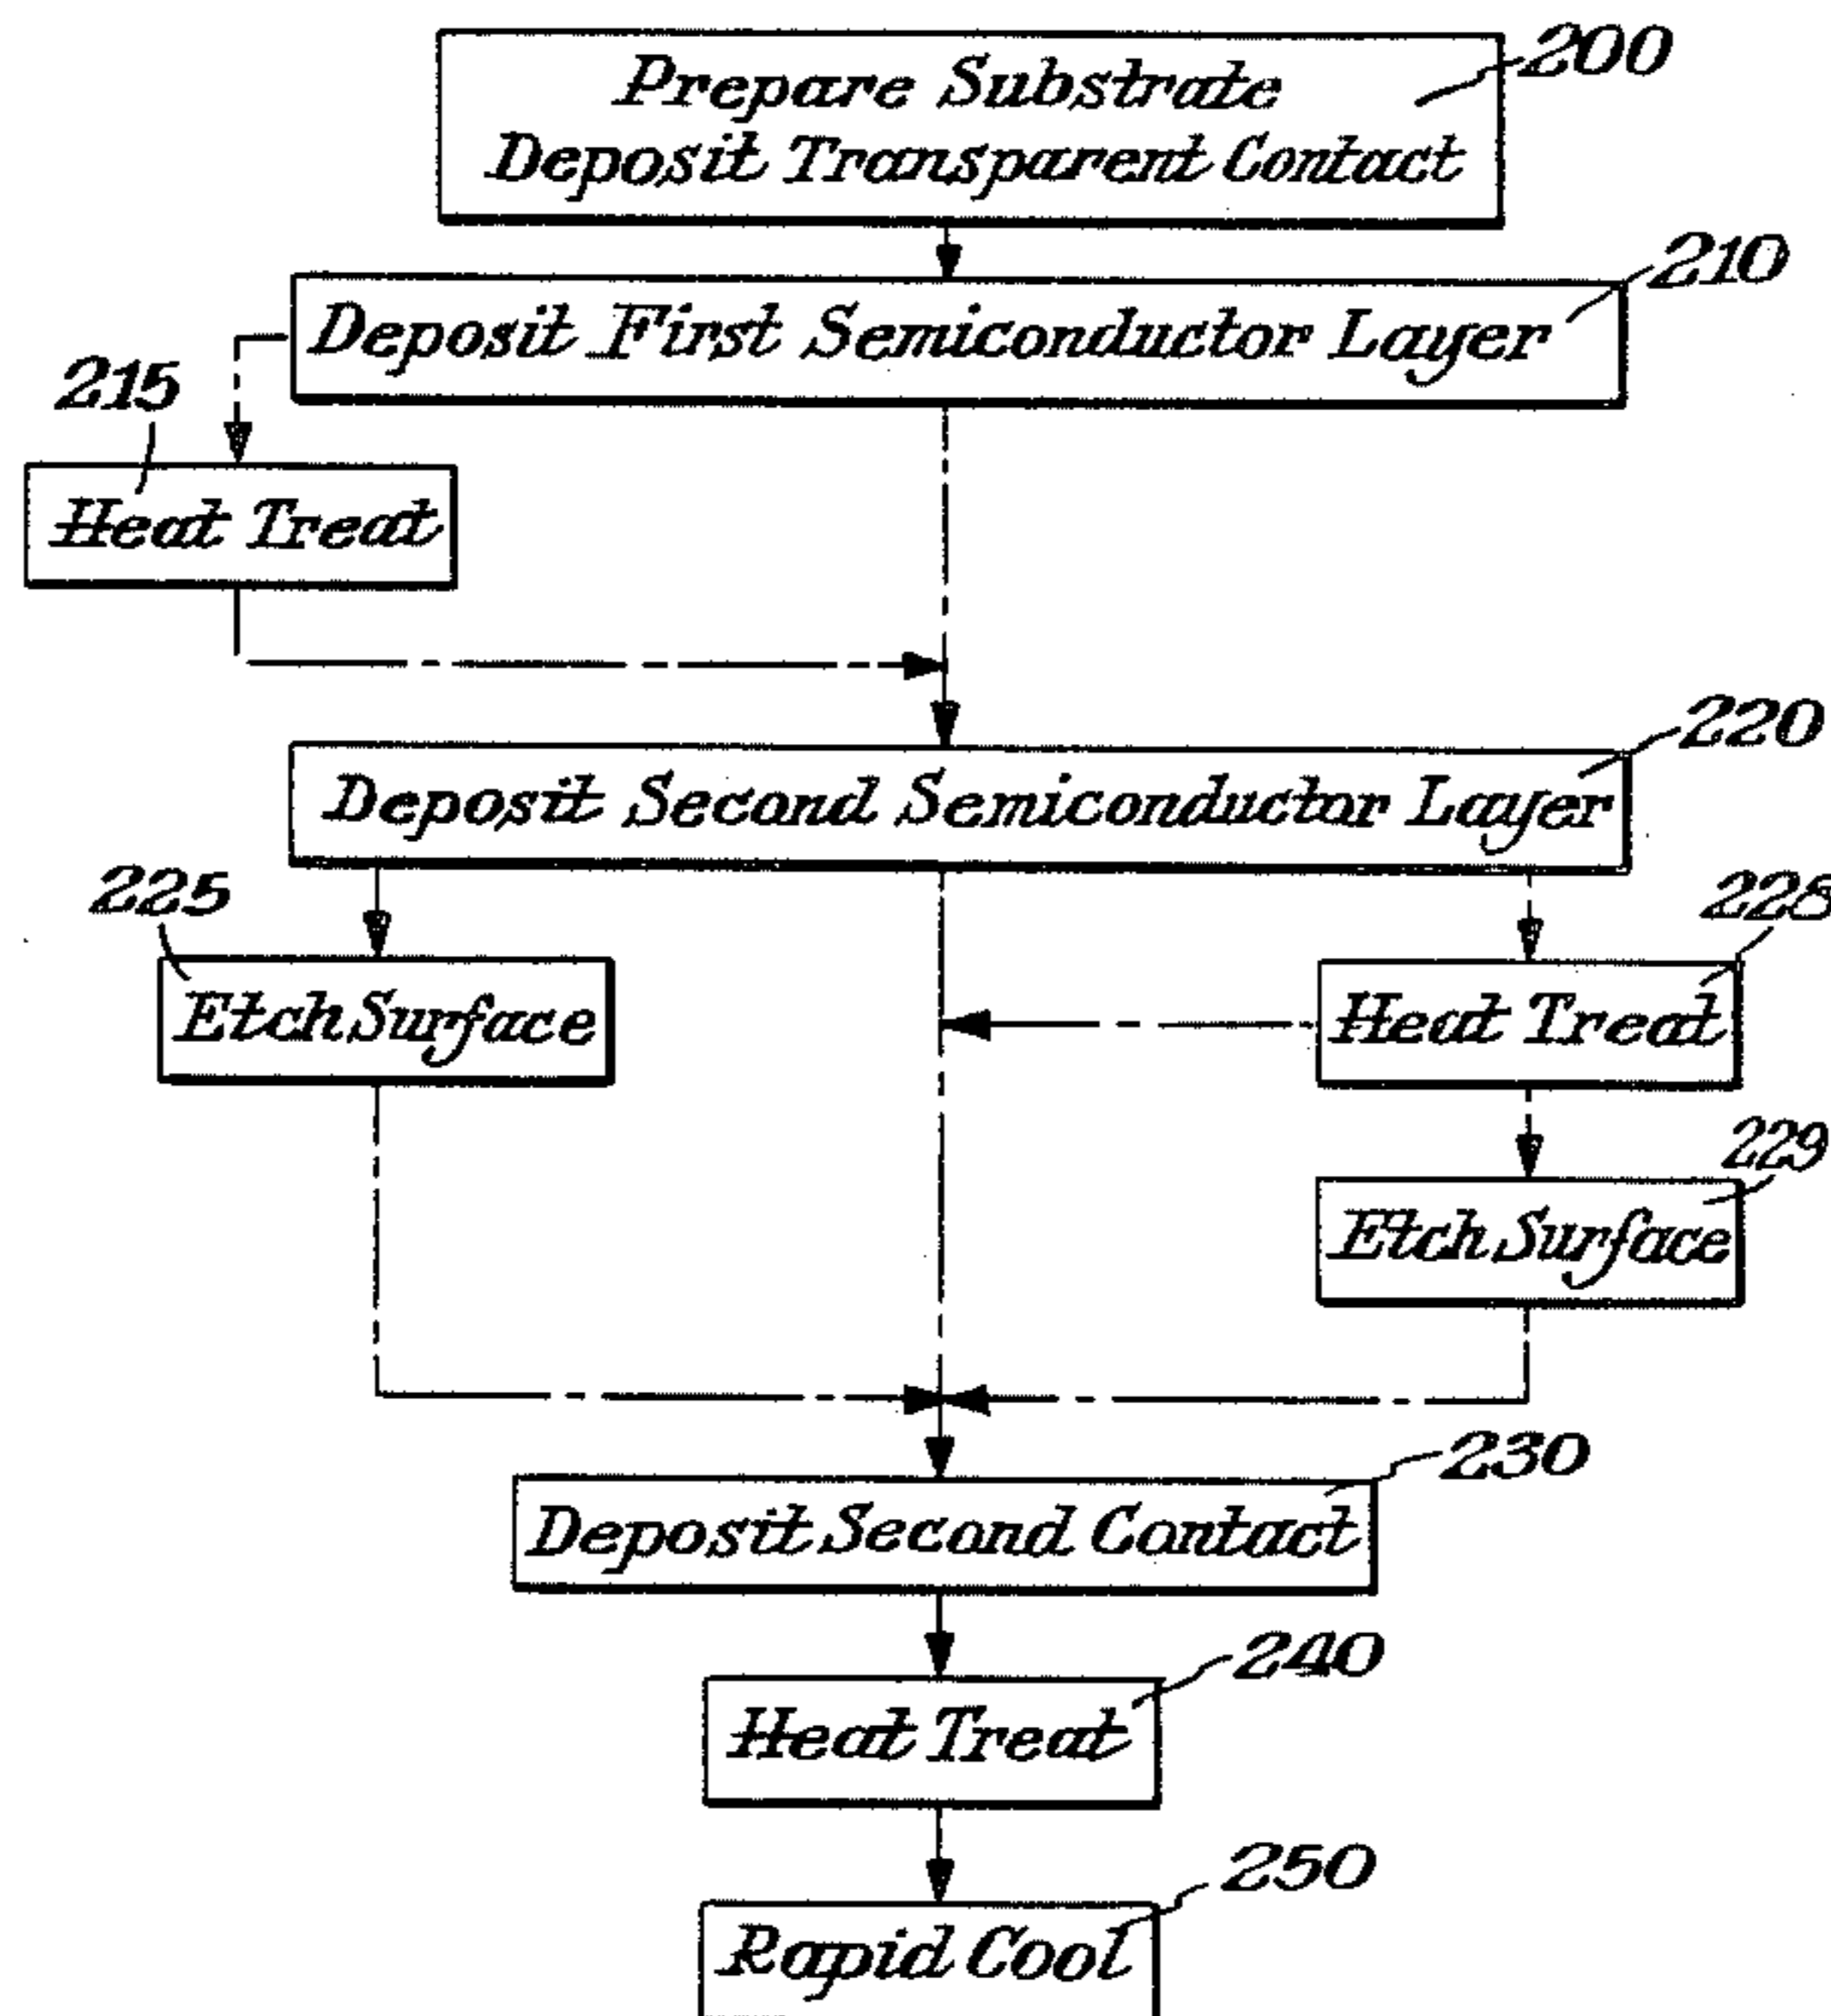 200
Prepare Substrate
Deposit Transparent Contact
210
Deposit First Semiconductor Layer
215
Heat Treat
220
Deposit Second Semiconductor Layer
225
Etch Surface
228
Heat Treat
229
Etch Surface
230
Deposit Second Contact
240
Heat Treat
250
Rapid Cool